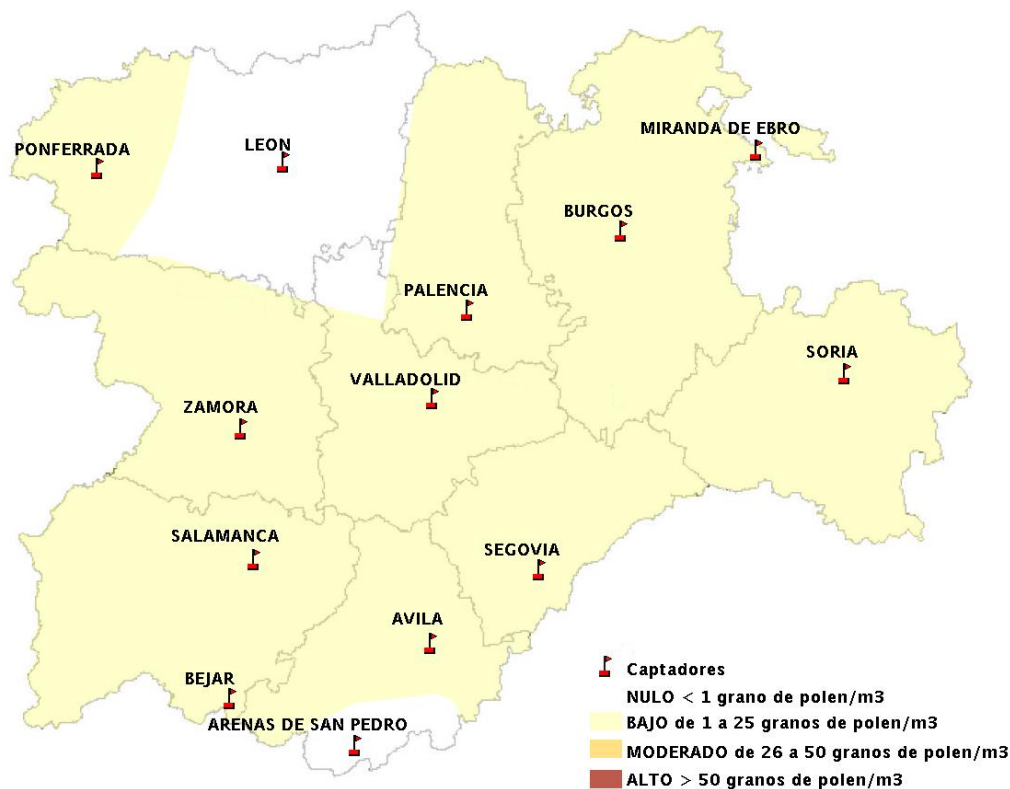 MIRANDA DE EBRO
PONFERRADA
LEON
BURGOS
PALENCIA
SORIA
VALLADOLID
ZAMORA
SALAMANCA
SEGOVIA
AVILA
BEJAR
ARENAS DE SAN PEDRO
Captadores
NULO < 1 grano de polen/m3
BAJO de 1 a 25 granos de polen/m3
MODERADO de 26 a 50 granos de polen/m3
ALTO > 50 granos de polen/m3